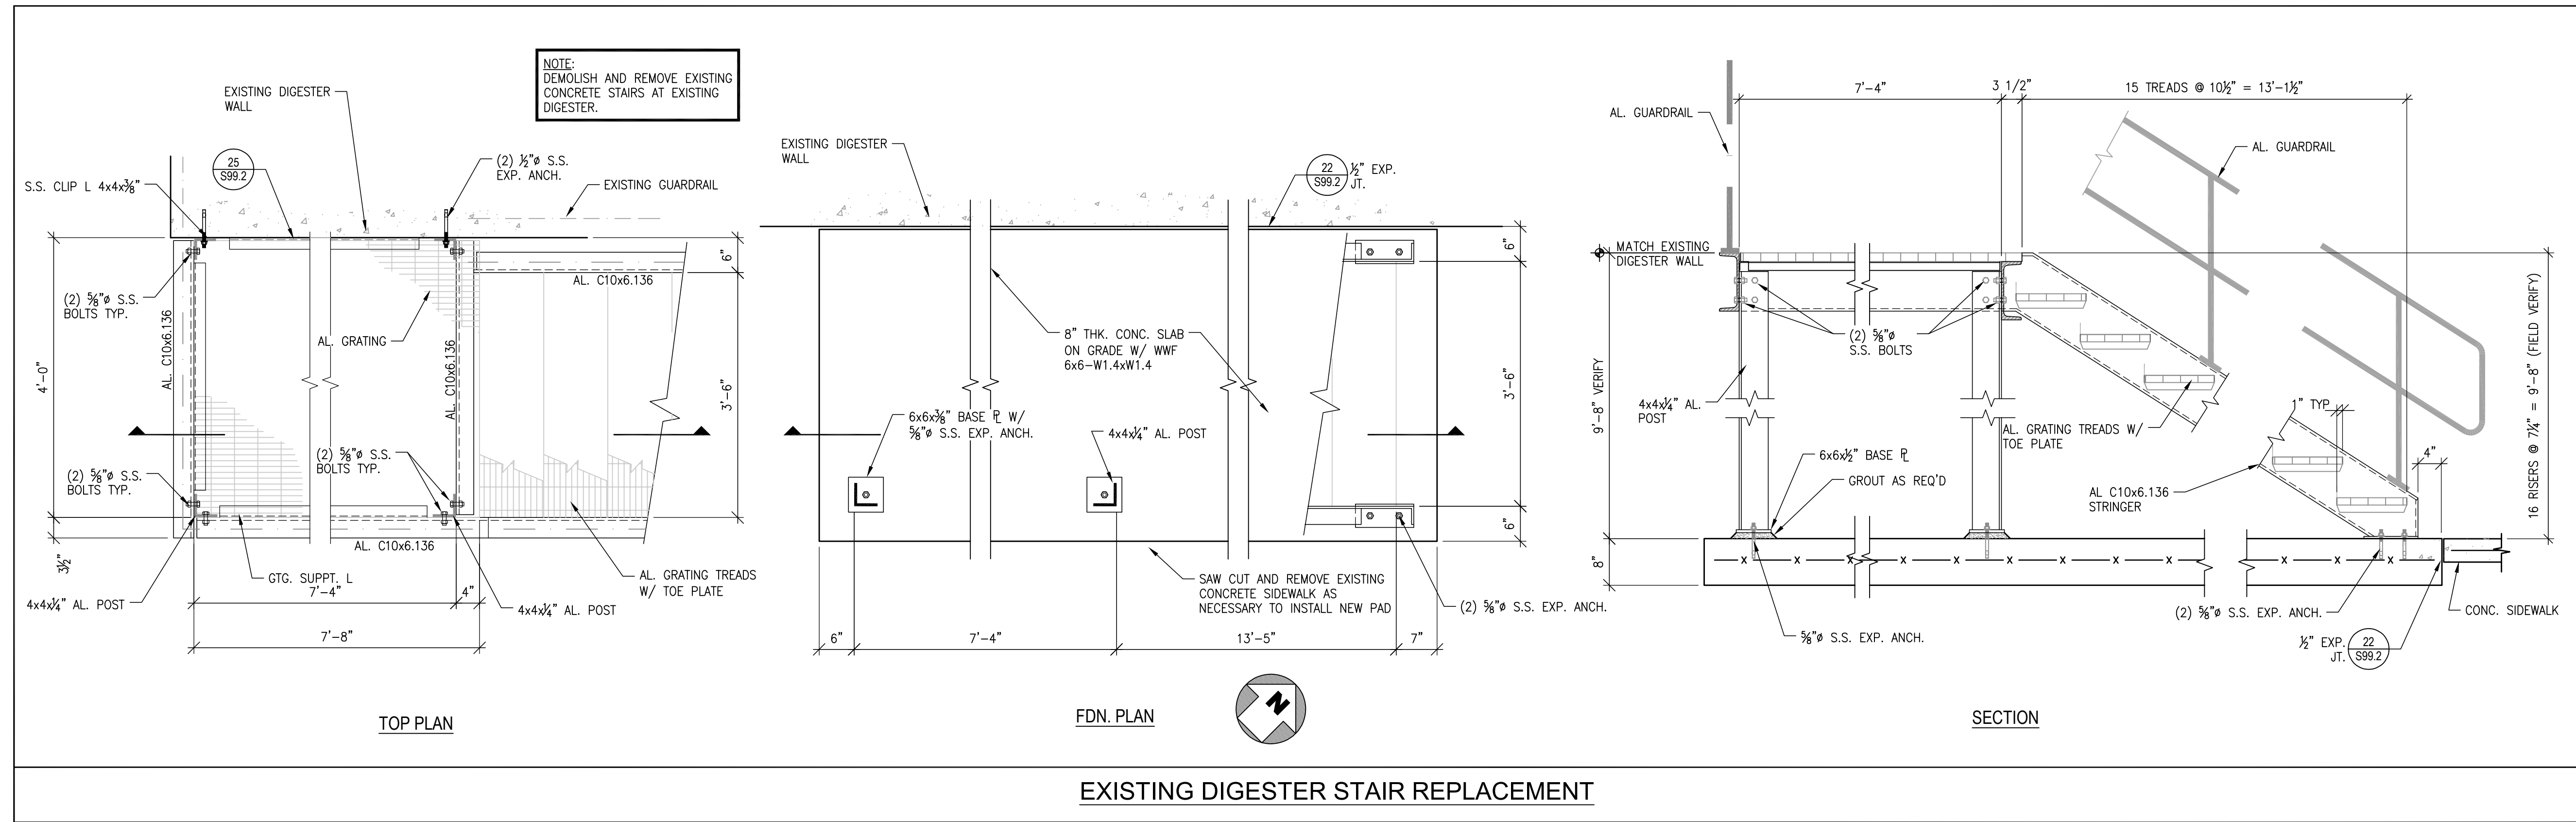 NOTE:
DEMOLISH AND REMOVE EXISTING
CONCRETE STAIRS AT EXISTING
DIGESTER.
EXISTING DIGESTER
WALL
25
S99.2
S.S. CLIP L 4x4x⅜"
(2) ½"ø S.S.
EXP. ANCH.
EXISTING GUARDRAIL
(2) ⅝"ø S.S.
BOLTS TYP.
AL. C10x6.136
AL. GRATING
AL. C10x6.136
AL. C10x6.136
6"
3'-6"
4'-0"
(2) ⅝"ø S.S.
BOLTS TYP.
(2) ⅝"ø S.S.
BOLTS TYP.
AL. C10x6.136
3½"
GTG. SUPPT. L
7'-4"
4"
4x4x¼" AL. POST
4x4x¼" AL. POST
AL. GRATING TREADS
W/ TOE PLATE
7'-8"
TOP PLAN
EXISTING DIGESTER
WALL
22
S99.2
½" EXP.
JT.
6"
8" THK. CONC. SLAB
ON GRADE W/ WWF
6x6-W1.4xW1.4
3'-6"
6x6x⅜" BASE ℙL W/
⅝"ø S.S. EXP. ANCH.
4x4x¼" AL. POST
6"
SAW CUT AND REMOVE EXISTING
CONCRETE SIDEWALK AS
NECESSARY TO INSTALL NEW PAD
(2) ⅝"ø S.S. EXP. ANCH.
6"
7'-4"
13'-5"
7"
N
FDN. PLAN
7'-4"
3 1/2"
15 TREADS @ 10½" = 13'-1½"
AL. GUARDRAIL
AL. GUARDRAIL
MATCH EXISTING
DIGESTER WALL
(2) ⅝"ø
S.S. BOLTS
9'-8" VERIFY
16 RISERS @ 7¼" = 9'-8" (FIELD VERIFY)
4x4x¼" AL.
POST
1" TYP.
AL. GRATING TREADS W/
TOE PLATE
6x6x½" BASE ℙL
GROUT AS REQ'D
4"
AL C10x6.136
STRINGER
8"
X X X X X X X X X X X X
(2) ⅝"ø S.S. EXP. ANCH.
CONC. SIDEWALK
⅝"ø S.S. EXP. ANCH.
½" EXP.
JT.
22
S99.2
SECTION
EXISTING DIGESTER STAIR REPLACEMENT